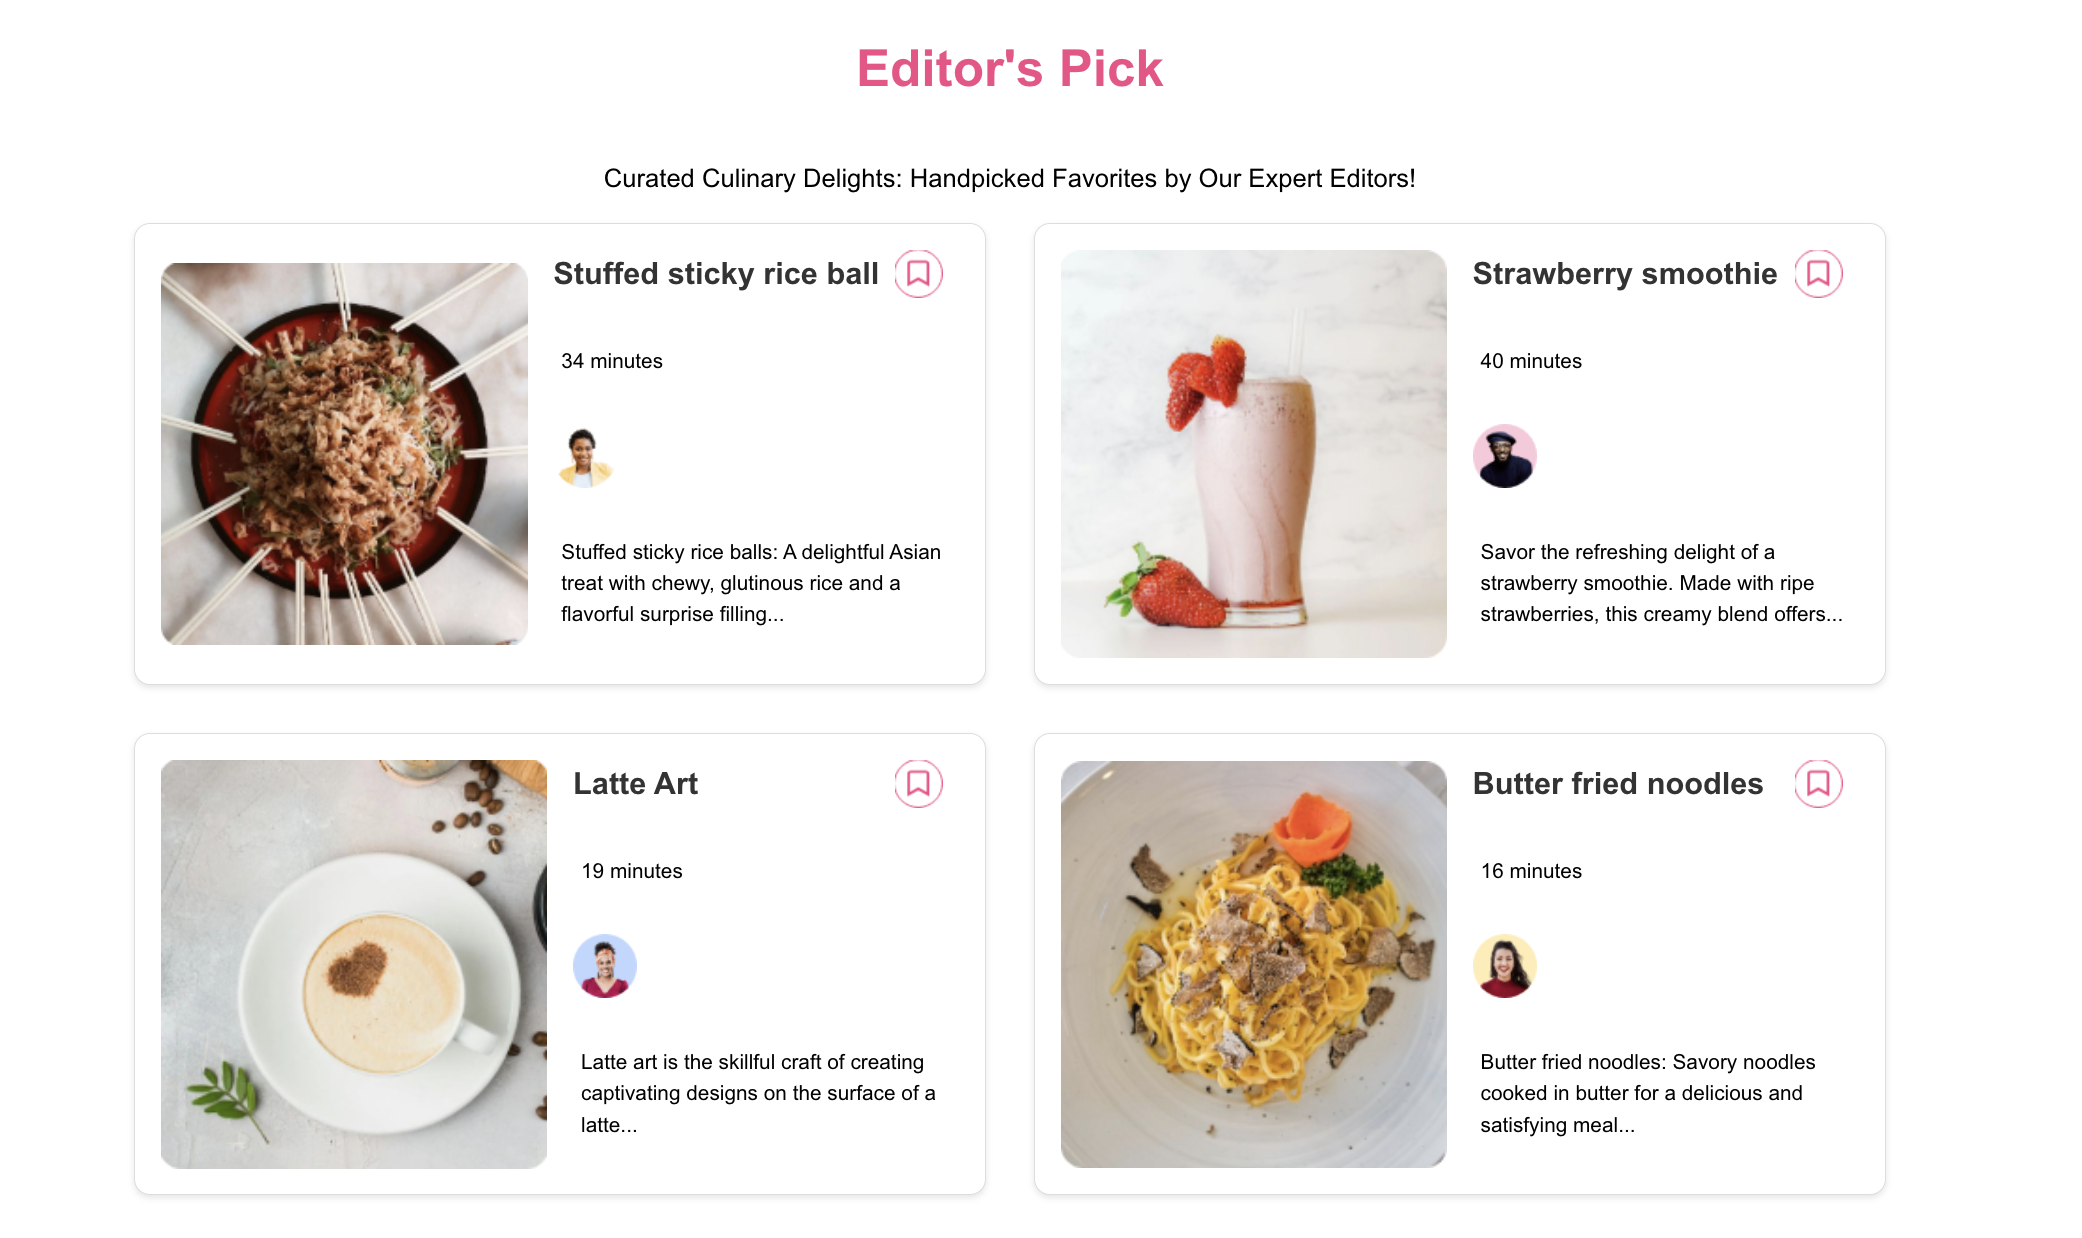 Editor's Pick
Curated Culinary Delights: Handpicked Favorites by Our Expert Editors!
Stuffed sticky rice ball
34 minutes
Stuffed sticky rice balls: A delightful Asian
treat with chewy, glutinous rice and a
flavorful surprise filling...
Strawberry smoothie
40 minutes
Savor the refreshing delight of a
strawberry smoothie. Made with ripe
strawberries, this creamy blend offers...
Latte Art
19 minutes
Latte art is the skillful craft of creating
captivating designs on the surface of a
latte...
Butter fried noodles
16 minutes
Butter fried noodles: Savory noodles
cooked in butter for a delicious and
satisfying meal...